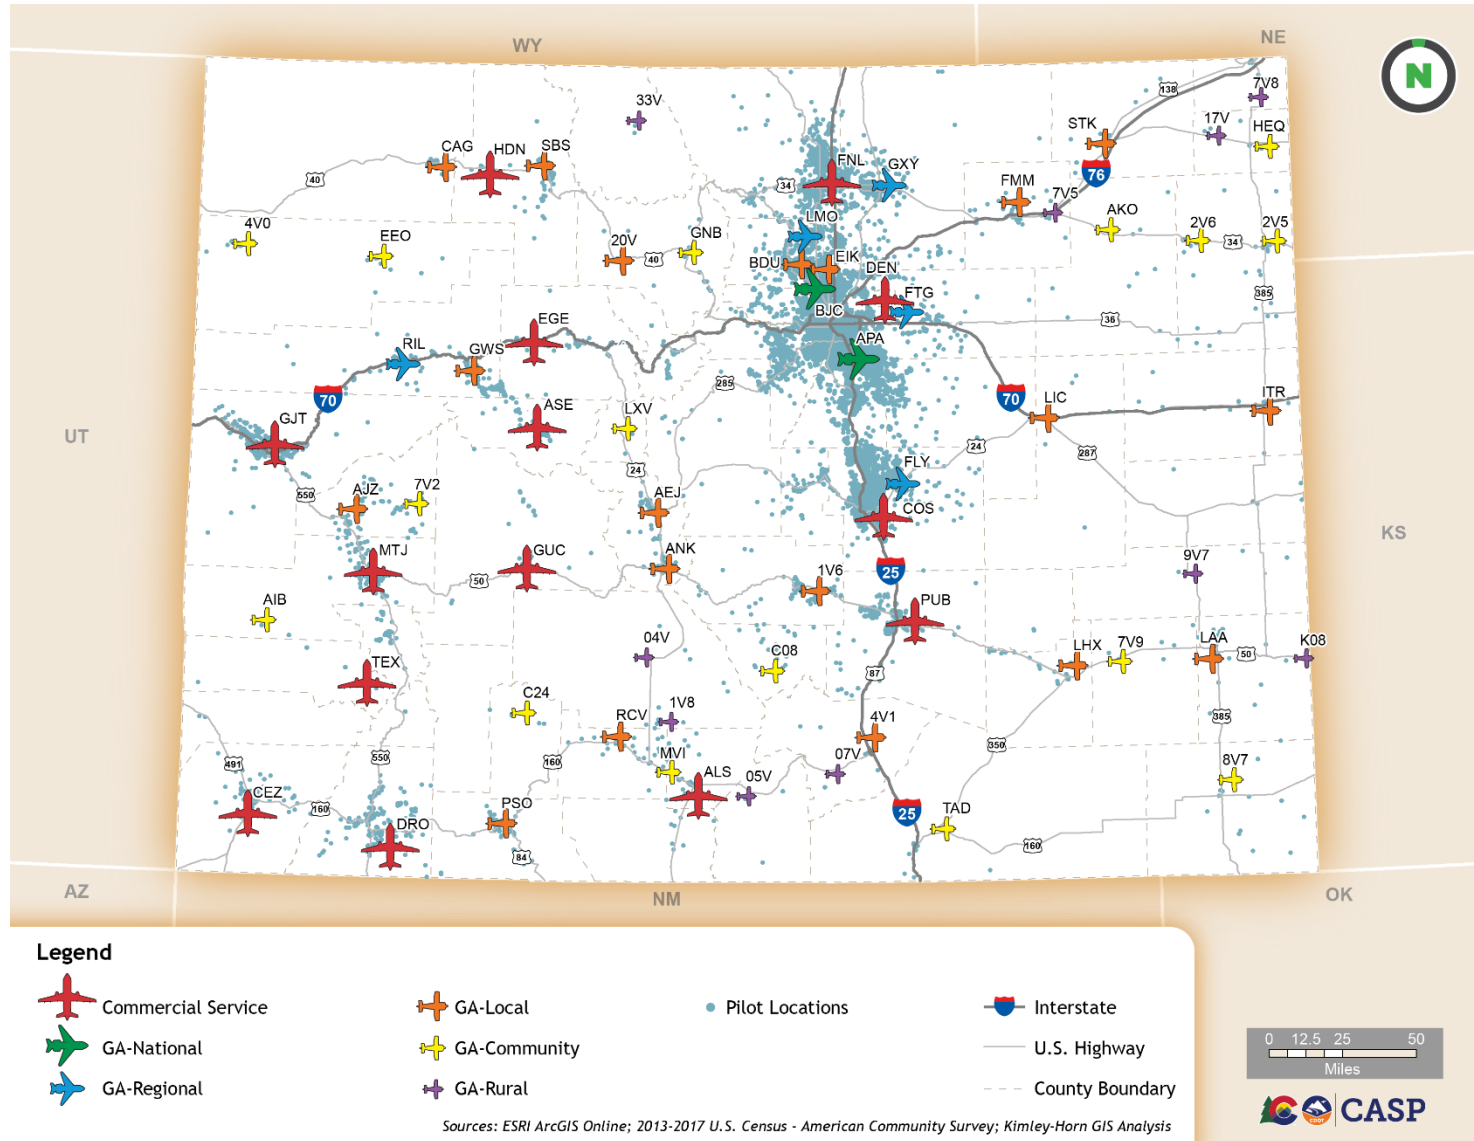 WY
NE
N
7V8
138
33V
17V
STK
HEQ
CAG
HDN
SBS
FNL
GXY
76
40
34
FMM
7V5
LMO
AKO
4V0
EEO
20V
GNB
2V6
2V5
40
34
BDU
EIK
DEN
FTG
385
BJC
36
EGE
RIL
GWS
APA
285
70
70
ASE
LXV
LIC
ITR
GJT
UT
24
287
24
FLY
550
AJZ
7V2
AEJ
COS
KS
MTJ
GUC
ANK
9V7
50
1V6
25
AIB
PUB
04V
C08
LHX
7V9
LAA
50
K08
TEX
87
C24
1V8
RCV
4V1
385
350
MVI
07V
491
550
160
ALS
05V
8V7
CEZ
160
PSO
25
TAD
DRO
84
160
AZ
NM
OK
Legend
Commercial Service
GA-Local
Pilot Locations
Interstate
GA-National
GA-Community
U.S. Highway
GA-Regional
GA-Rural
County Boundary
0 12.5 25 50
Miles
C
CDOT
CASP
Sources: ESRI ArcGIS Online; 2013-2017 U.S. Census - American Community Survey; Kimley-Horn GIS Analysis